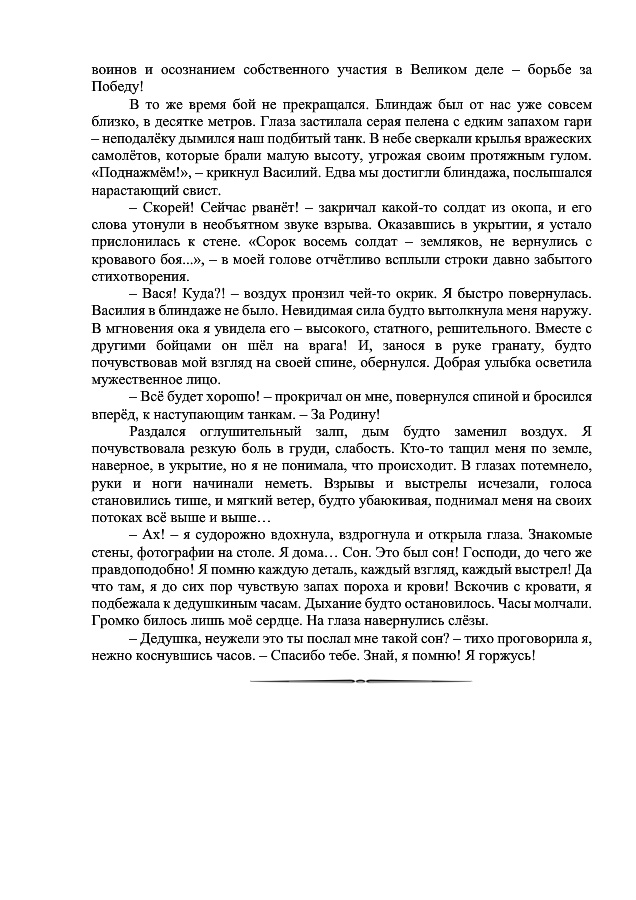 воинов и осознанием собственного участия в Великом деле – борьбе за
Победу!
В то же время бой не прекращался. Блиндаж был от нас уже совсем
близко, в десятке метров. Глаза застилала серая пелена с едким запахом гари
– неподалёку дымился наш подбитый танк. В небе сверкали крылья вражеских
самолётов, которые брали малую высоту, угрожая своим протяжным гулом.
«Поднажмём!», – крикнул Василий. Едва мы достигли блиндажа, послышался
нарастающий свист.
– Скорей! Сейчас рванёт! – закричал какой-то солдат из окопа, и его
слова утонули в необъятном звуке взрыва. Оказавшись в укрытии, я устало
прислонилась к стене. «Сорок восемь солдат – земляков, не вернулись с
кровавого боя...», – в моей голове отчётливо всплыли строки давно забытого
стихотворения.
– Вася! Куда?! – воздух пронзил чей-то окрик. Я быстро повернулась.
Василия в блиндаже не было. Невидимая сила будто вытолкнула меня наружу.
В мгновения ока я увидела его – высокого, статного, решительного. Вместе с
другими бойцами он шёл на врага! И, занося в руке гранату, будто
почувствовав мой взгляд на своей спине, обернулся. Добрая улыбка осветила
мужественное лицо.
– Всё будет хорошо! – прокричал он мне, повернулся спиной и бросился
вперёд, к наступающим танкам. – За Родину!
Раздался оглушительный залп, дым будто заменил воздух. Я
почувствовала резкую боль в груди, слабость. Кто-то тащил меня по земле,
наверное, в укрытие, но я не понимала, что происходит. В глазах потемнело,
руки и ноги начинали неметь. Взрывы и выстрелы исчезали, голоса
становились тише, и мягкий ветер, будто убаюкивая, поднимал меня на своих
потоках всё выше и выше…
– Ах! – я судорожно вдохнула, вздрогнула и открыла глаза. Знакомые
стены, фотографии на столе. Я дома… Сон. Это был сон! Господи, до чего же
правдоподобно! Я помню каждую деталь, каждый взгляд, каждый выстрел! Да
что там, я до сих пор чувствую запах пороха и крови! Вскочив с кровати, я
подбежала к дедушкиным часам. Дыхание будто остановилось. Часы молчали.
Громко билось лишь моё сердце. На глаза навернулись слёзы.
– Дедушка, неужели это ты послал мне такой сон? – тихо проговорила я,
нежно коснувшись часов. – Спасибо тебе. Знай, я помню! Я горжусь!